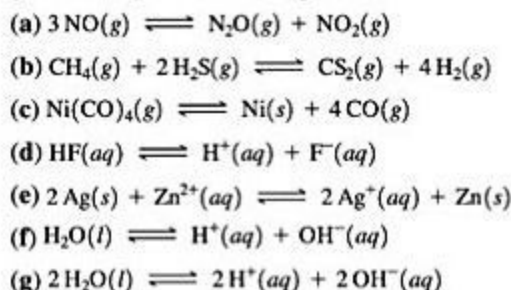 (a) 3 NO(g) ⇌ N₂O(g) + NO₂(g)
(b) CH₄(g) + 2 H₂S(g) ⇌ CS₂(g) + 4 H₂(g)
(c) Ni(CO)₄(g) ⇌ Ni(s) + 4 CO(g)
(d) HF(aq) ⇌ H⁺(aq) + F⁻(aq)
(e) 2 Ag(s) + Zn²⁺(aq) ⇌ 2 Ag⁺(aq) + Zn(s)
(f) H₂O(l) ⇌ H⁺(aq) + OH⁻(aq)
(g) 2 H₂O(l) ⇌ 2 H⁺(aq) + 2 OH⁻(aq)